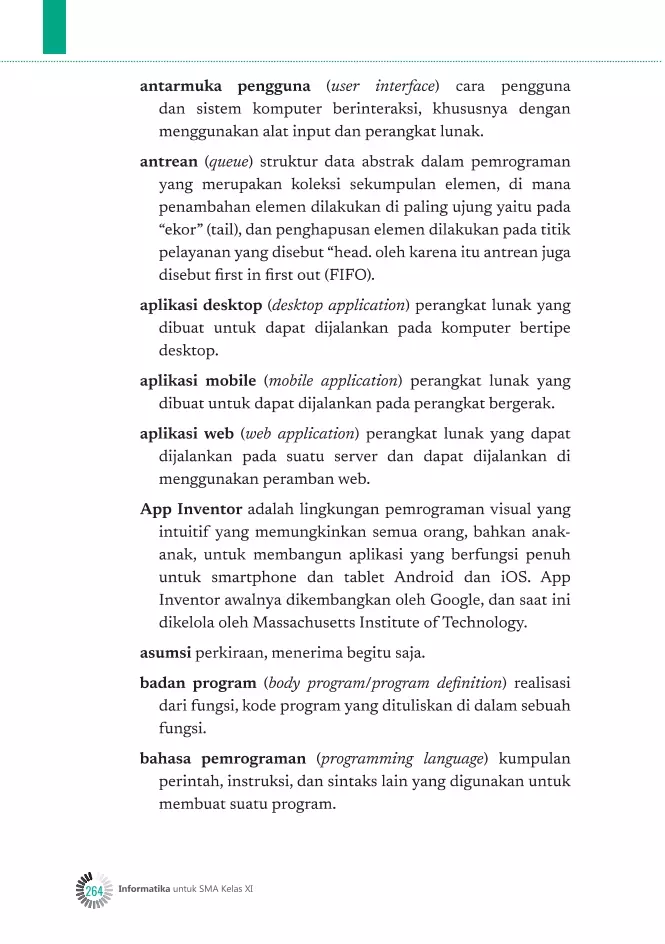 antarmuka pengguna (user interface) cara pengguna
dan sistem komputer berinteraksi, khususnya dengan
menggunakan alat input dan perangkat lunak.
antrean (queue) struktur data abstrak dalam pemrograman
yang merupakan koleksi sekumpulan elemen, di mana
penambahan elemen dilakukan di paling ujung yaitu pada
“ekor” (tail), dan penghapusan elemen dilakukan pada titik
pelayanan yang disebut “head. oleh karena itu antrean juga
disebut first in first out (FIFO).
aplikasi desktop (desktop application) perangkat lunak yang
dibuat untuk dapat dijalankan pada komputer bertipe
desktop.
aplikasi mobile (mobile application) perangkat lunak yang
dibuat untuk dapat dijalankan pada perangkat bergerak.
aplikasi web (web application) perangkat lunak yang dapat
dijalankan pada suatu server dan dapat dijalankan di
menggunakan peramban web.
App Inventor adalah lingkungan pemrograman visual yang
intuitif yang memungkinkan semua orang, bahkan anak-
anak, untuk membangun aplikasi yang berfungsi penuh
untuk smartphone dan tablet Android dan iOS. App
Inventor awalnya dikembangkan oleh Google, dan saat ini
dikelola oleh Massachusetts Institute of Technology.
asumsi perkiraan, menerima begitu saja.
badan program (body program/program definition) realisasi
dari fungsi, kode program yang dituliskan di dalam sebuah
fungsi.
bahasa pemrograman (programming language) kumpulan
perintah, instruksi, dan sintaks lain yang digunakan untuk
membuat suatu program.
264 Informatika untuk SMA Kelas XI